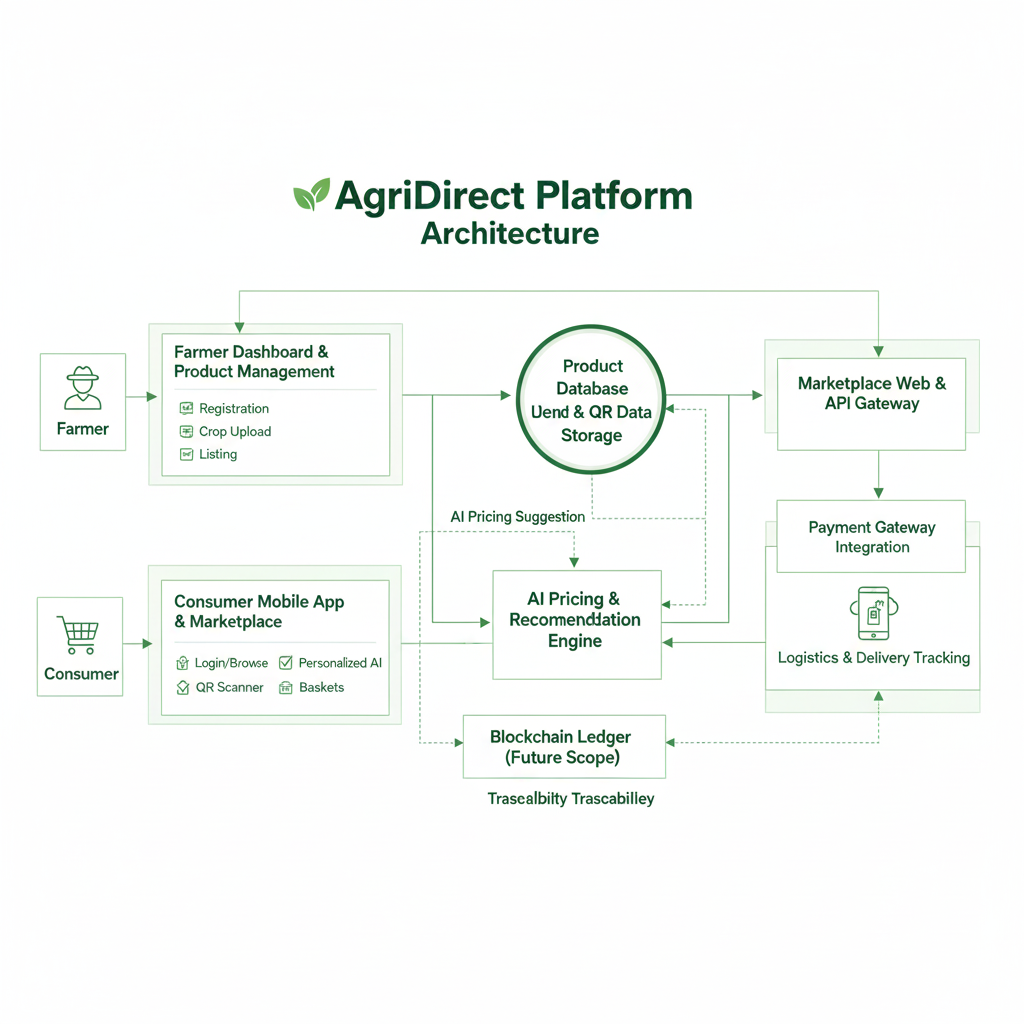 AgriDirect Platform
Architecture
Farmer
Farmer Dashboard &
Product Management
Registration
Crop Upload
Listing
Product
Database
Uend & QR Data
Storage
Marketplace Web &
API Gateway
AI Pricing Suggestion
Payment Gateway
Integration
Consumer
Consumer Mobile App
& Marketplace
Login/Browse
Personalized AI
QR Scanner
Baskets
AI Pricing &
Recomendation
Engine
Logistics & Delivery Tracking
Blockchain Ledger
(Future Scope)
Trasealbilty Trascabilley